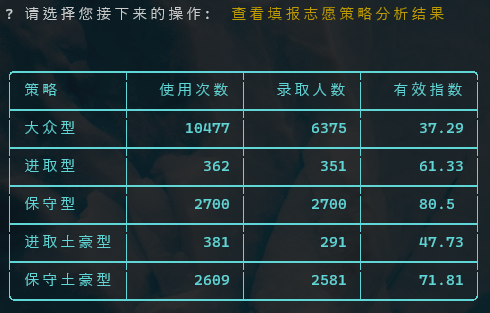 ? 请选择您接下来的操作： 查看填报志愿策略分析结果
策略 使用次数 录取人数 有效指数
大众型 10477 6375 37.29
进取型 362 351 61.33
保守型 2700 2700 80.5
进取土豪型 381 291 47.73
保守土豪型 2609 2581 71.81